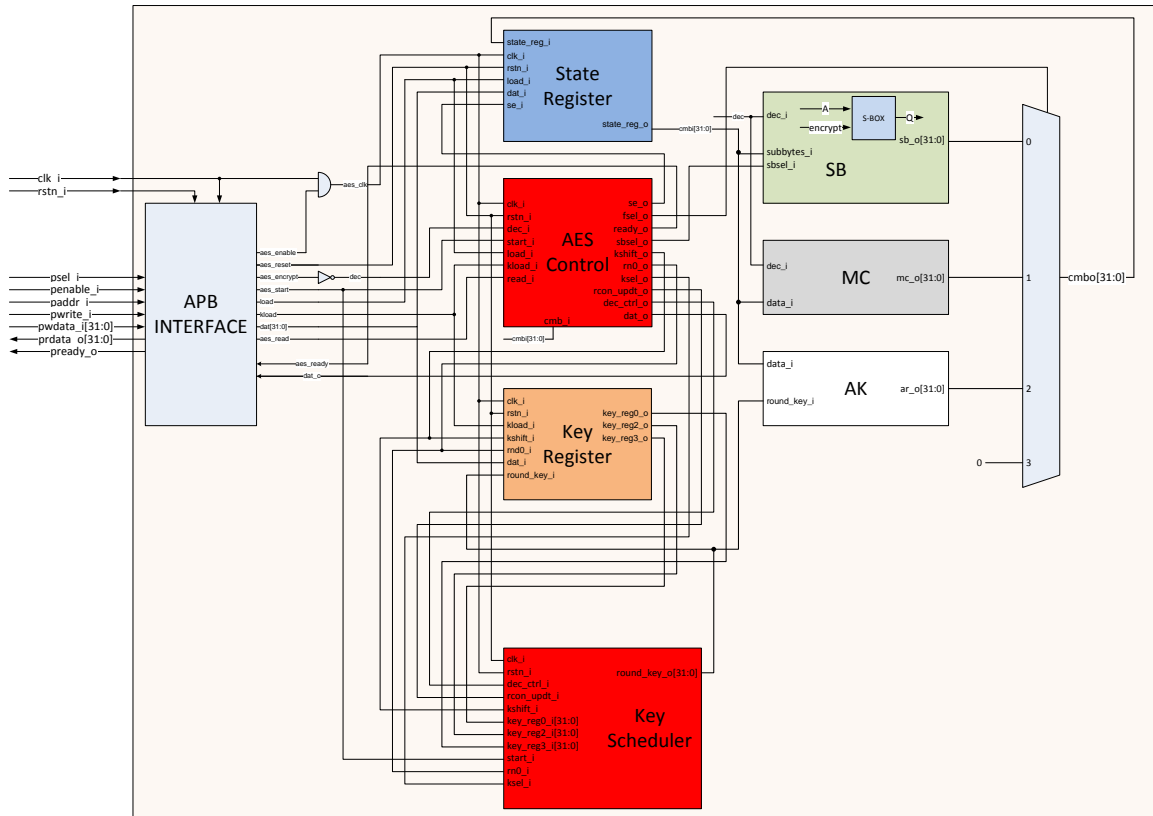 clk_i
rstn_i
psel_i
penable_i
paddr_i
pwrite_i
pwdata_i[31:0]
prdata_o[31:0]
pready_o
APB
INTERFACE
aes_enable
aes_reset
aes_encrypt
aes_start
load
kload
dat[31:0]
aes_read
aes_ready
dat_o
dec
aes_clk
state_reg_i
clk_i
rstn_i
load_i
dat_i
se_i
State
Register
state_reg_o
cmbi[31:0]
clk_i
rstn_i
dec_i
start_i
load_i
kload_i
read_i
AES
Control
se_o
fsel_o
ready_o
sbsel_o
kshift_o
rn0_o
ksel_o
rcon_updt_o
dec_ctrl_o
dat_o
cmb_i
cmbi[31:0]
clk_i
rstn_i
kload_i
kshift_i
rnd0_i
dat_i
round_key_i
Key
Register
key_reg0_o
key_reg2_o
key_reg3_o
clk_i
rstn_i
dec_ctrl_i
rcon_updt_i
kshift_i
key_reg0_i[31:0]
key_reg2_i[31:0]
key_reg3_i[31:0]
start_i
rn0_i
ksel_i
Key
Scheduler
round_key_o[31:0]
dec
dec_i
A
encrypt
S-BOX
Q
sb_o[31:0]
subbytes_i
sbsel_i
SB
dec_i
MC
mc_o[31:0]
data_i
data_i
AK
ar_o[31:0]
round_key_i
0
0
1
2
3
cmbo[31:0]